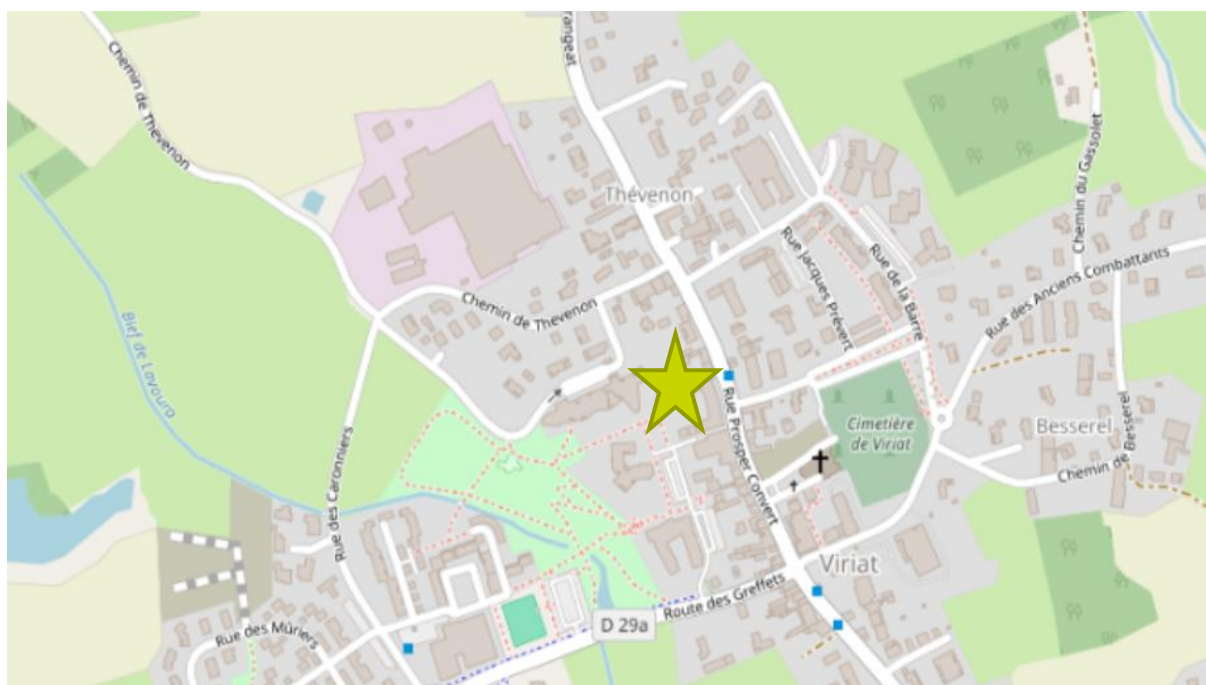 rangeat
Chemin de Thevenon
Thévenon
Chemin du Gassolet
Rue Jacques Prévert
Rue de la Barre
Rue des Anciens Combattants
Chemin de Thevenon
Bief de Lavoura
Rue Prosper Convert
Cimetière
de Viriat
Besserel
Chemin de Besserel
Rue des Caronniers
Viriat
Route des Greffets
D 29a
Rue des Mûriers